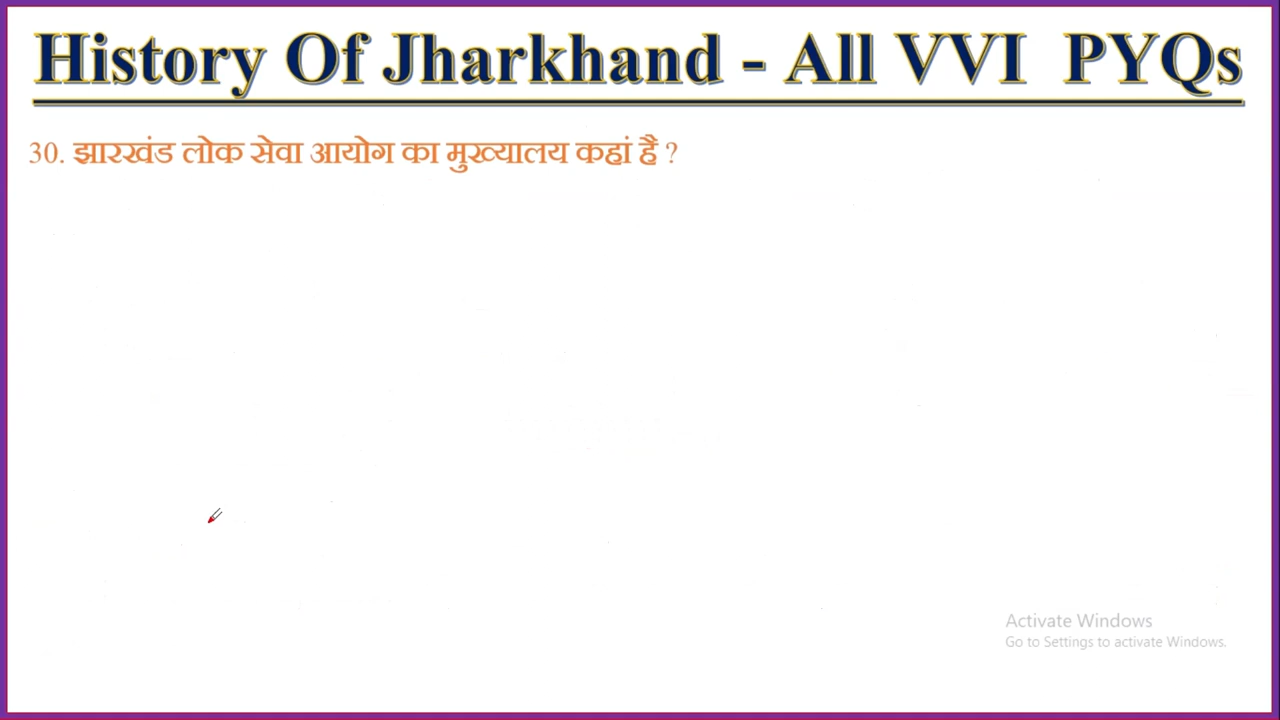 History Of Jharkhand - All VVI PYQs
30. झारखंड लोक सेवा आयोग का मुख्यालय कहां है ?
Activate Windows
Go to Settings to activate Windows.